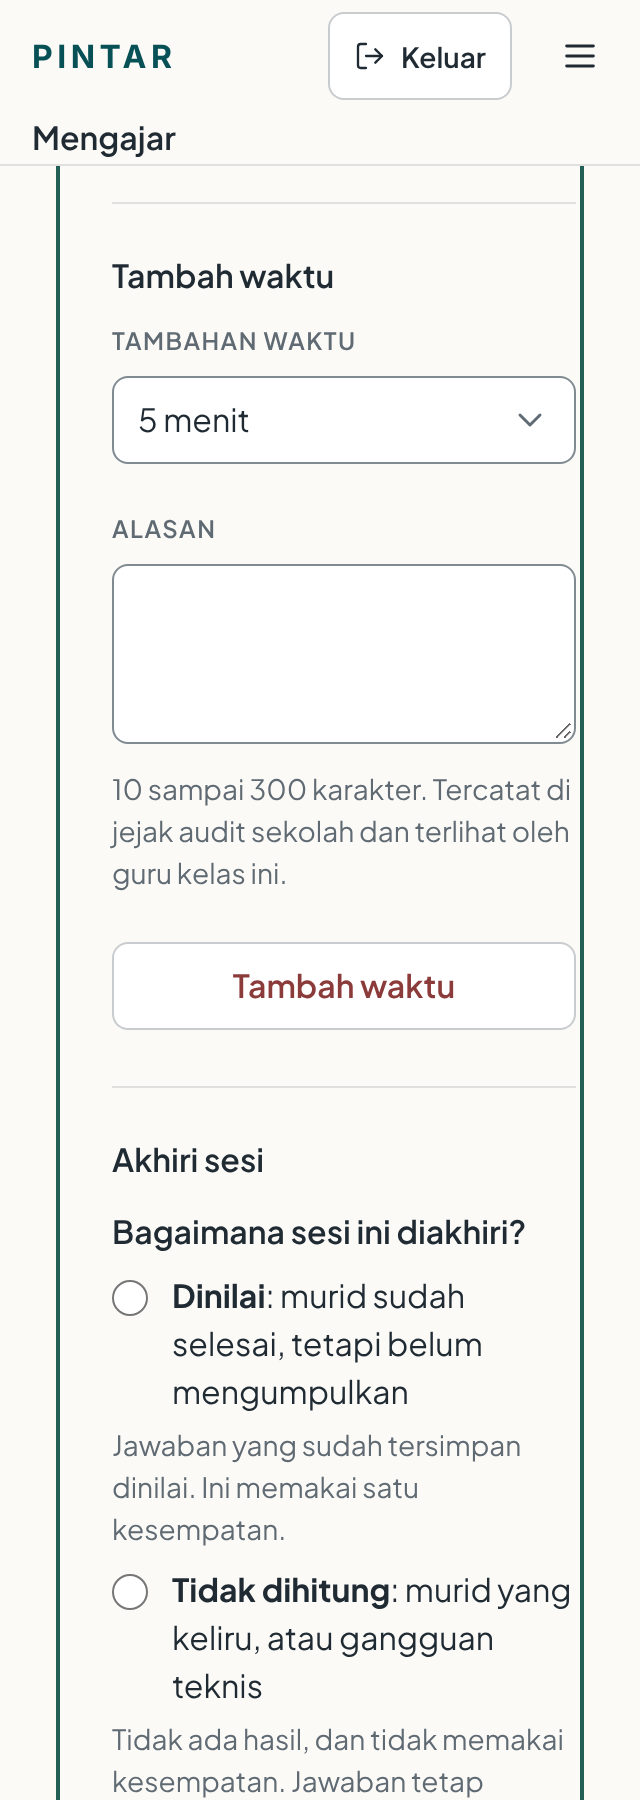 PINTAR
Keluar
Mengajar
Tambah waktu
TAMBAHAN WAKTU
5 menit
ALASAN
10 sampai 300 karakter. Tercatat di
jejak audit sekolah dan terlihat oleh
guru kelas ini.
Tambah waktu
Akhiri sesi
Bagaimana sesi ini diakhiri?
Dinilai: murid sudah
selesai, tetapi belum
mengumpulkan
Jawaban yang sudah tersimpan
dinilai. Ini memakai satu
kesempatan.
Tidak dihitung: murid yang
keliru, atau gangguan
teknis
Tidak ada hasil, dan tidak memakai
kesempatan. Jawaban tetap